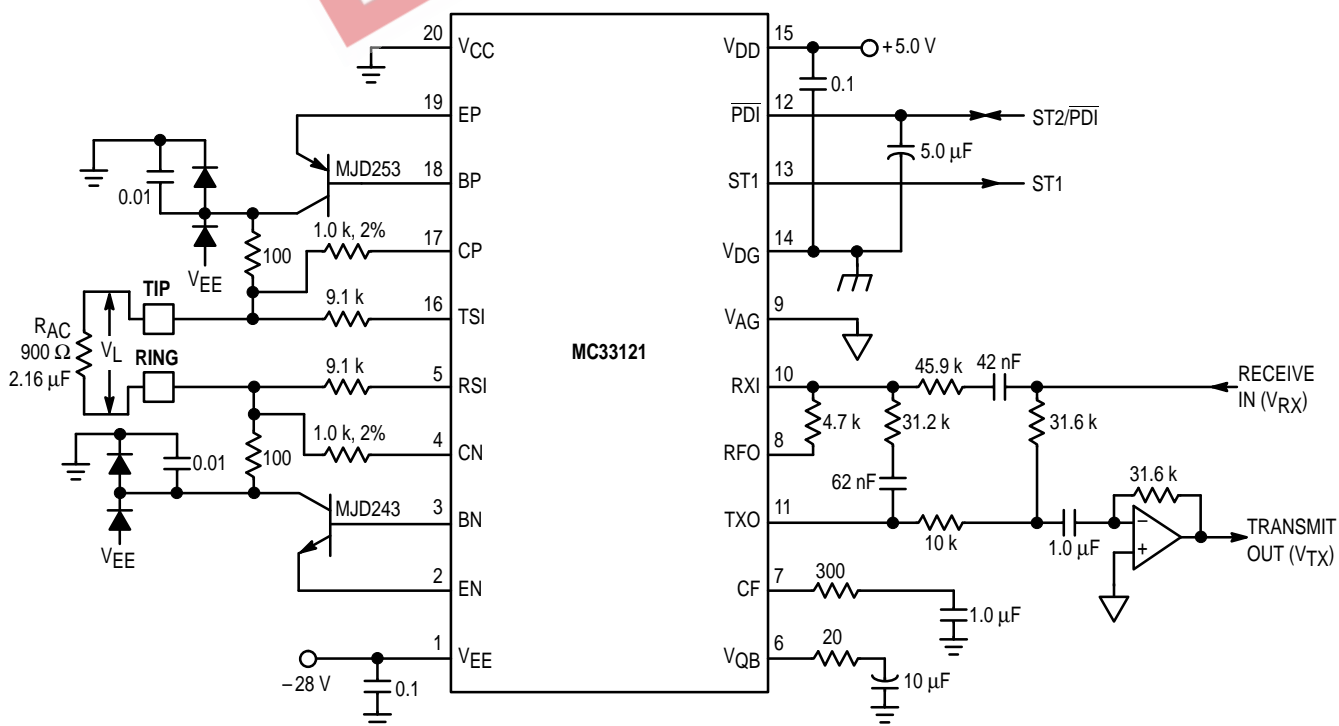 20 VCC
VDD 15
+5.0 V
0.1
19 EP
PDI 12
ST2/PDI
5.0 µF
MJD253
18 BP
ST1 13
ST1
0.01
1.0 k, 2%
17 CP
VDG 14
100
VEE
TIP
9.1 k
16 TSI
VAG 9
RAC
900 Ω
2.16 µF
VL
MC33121
RING
9.1 k
5 RSI
RXI 10
45.9 k
42 nF
RECEIVE
IN (VRX)
4.7 k
31.2 k
31.6 k
1.0 k, 2%
4 CN
RFO 8
0.01
100
62 nF
31.6 k
MJD243
3 BN
TXO 11
10 k
1.0 µF
–
+
TRANSMIT
OUT (VTX)
VEE
2 EN
CF 7
300
1.0 µF
1 VEE
VQB 6
20
–28 V
0.1
10 µF